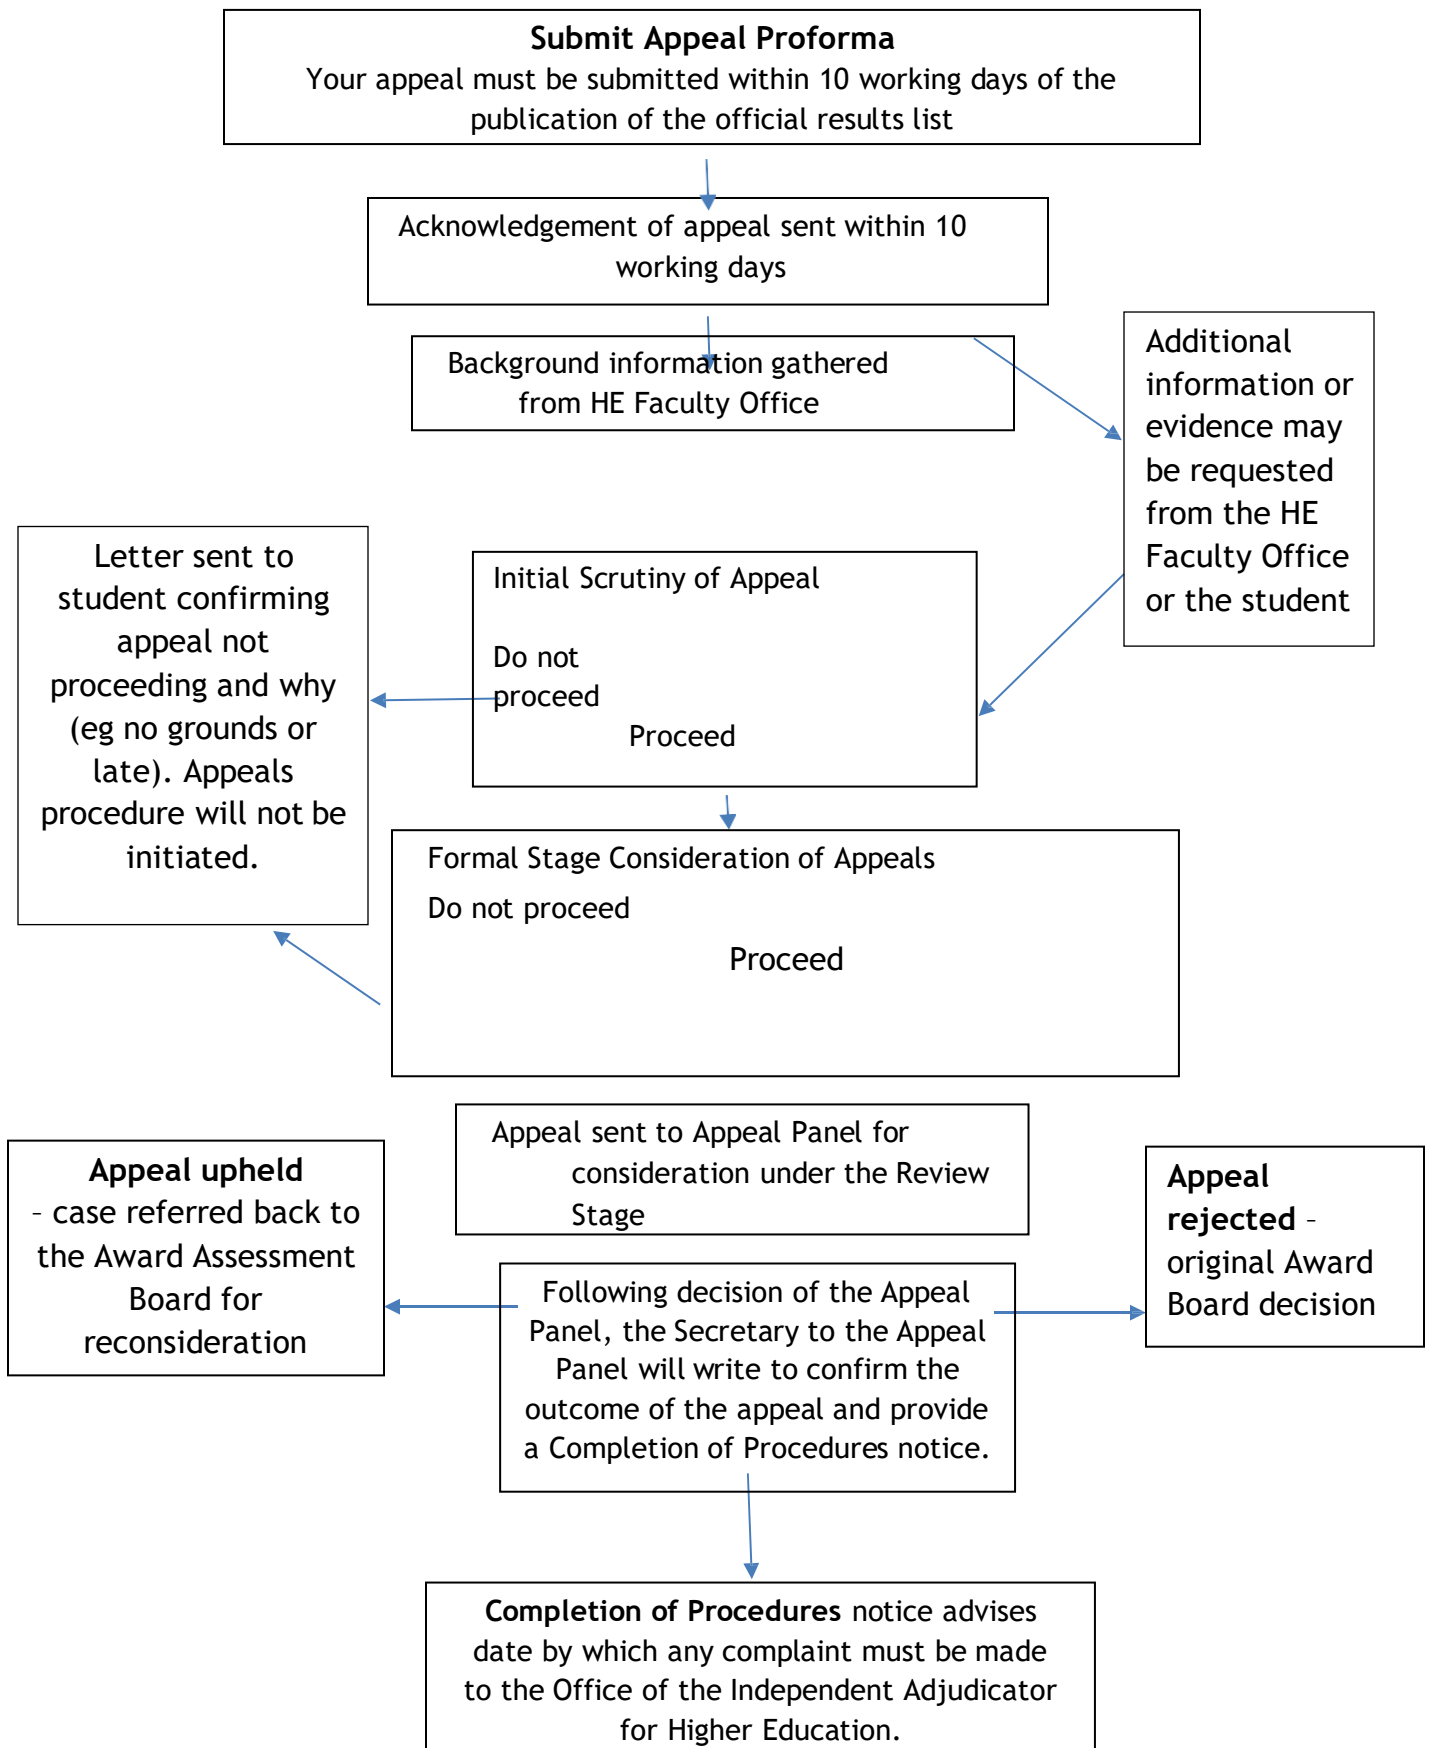 Submit Appeal Proforma
Your appeal must be submitted within 10 working days of the
publication of the official results list
Acknowledgement of appeal sent within 10
working days
Background information gathered
from HE Faculty Office
Additional
information or
evidence may
be requested
from the HE
Faculty Office
or the student
Letter sent to
student confirming
appeal not
proceeding and why
(eg no grounds or
late). Appeals
procedure will not be
initiated.
Initial Scrutiny of Appeal
Do not
proceed
Proceed
Formal Stage Consideration of Appeals
Do not proceed
Proceed
Appeal sent to Appeal Panel for
consideration under the Review
Stage
Appeal upheld
– case referred back to
the Award Assessment
Board for
reconsideration
Appeal
rejected –
original Award
Board decision
Following decision of the Appeal
Panel, the Secretary to the Appeal
Panel will write to confirm the
outcome of the appeal and provide
a Completion of Procedures notice.
Completion of Procedures notice advises
date by which any complaint must be made
to the Office of the Independent Adjudicator
for Higher Education.